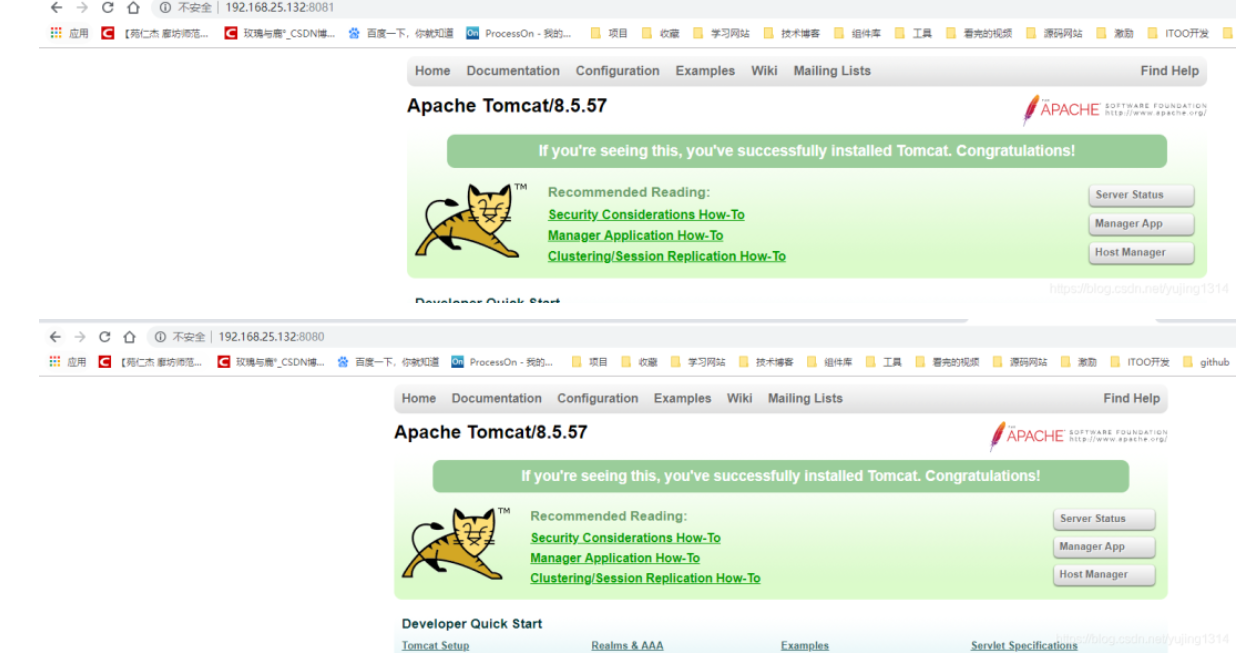 不安全 | 192.168.25.132:8081
应用 【苑仁杰 廊坊师范... 玫瑰与鹿*_CSDN博... 百度一下，你就知道 On ProcessOn - 我的... 项目 收藏 学习网站 技术博客 组件库 工具 看完的视频 源码网站 激励 ITOO开发
Home Documentation Configuration Examples Wiki Mailing Lists Find Help
Apache Tomcat/8.5.57
THE APACHE SOFTWARE FOUNDATION
http://www.apache.org/
If you're seeing this, you've successfully installed Tomcat. Congratulations!
TM
Recommended Reading:
Security Considerations How-To
Manager Application How-To
Clustering/Session Replication How-To
Server Status
Manager App
Host Manager
https://blog.csdn.net/yujing1314
Developer Quick Start
不安全 | 192.168.25.132:8080
应用 【苑仁杰 廊坊师范... 玫瑰与鹿*_CSDN博... 百度一下，你就知道 On ProcessOn - 我的... 项目 收藏 学习网站 技术博客 组件库 工具 看完的视频 源码网站 激励 ITOO开发 github
Home Documentation Configuration Examples Wiki Mailing Lists Find Help
Apache Tomcat/8.5.57
THE APACHE SOFTWARE FOUNDATION
http://www.apache.org/
If you're seeing this, you've successfully installed Tomcat. Congratulations!
TM
Recommended Reading:
Security Considerations How-To
Manager Application How-To
Clustering/Session Replication How-To
Server Status
Manager App
Host Manager
Developer Quick Start
Tomcat Setup Realms & AAA Examples Servlet Specifications
https://blog.csdn.net/yujing1314